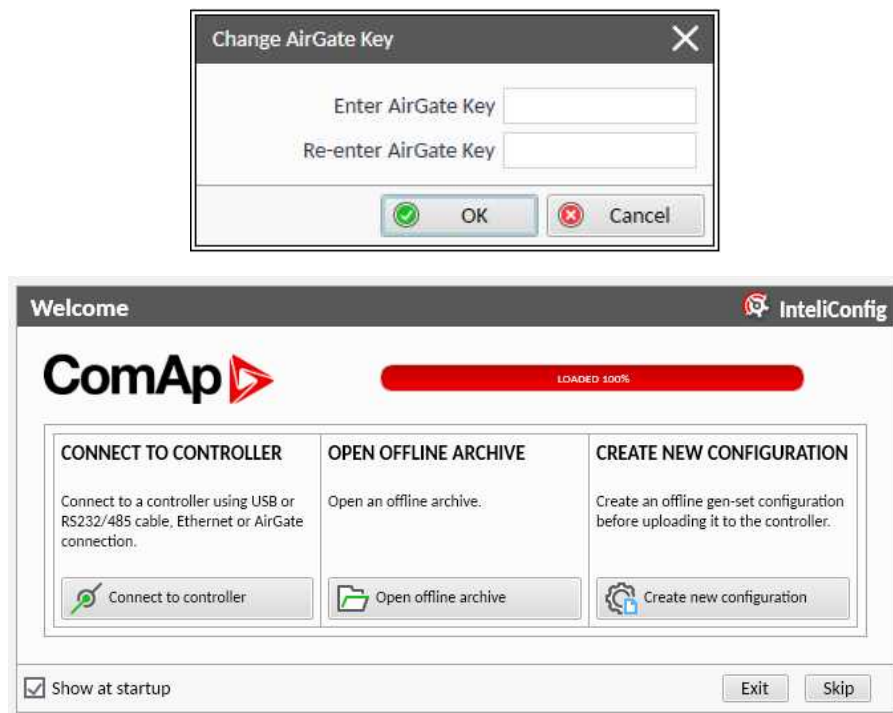 Change AirGate Key
Enter AirGate Key
Re-enter AirGate Key
OK
Cancel
Welcome
InteliConfig
ComAp
LOADED 100%
CONNECT TO CONTROLLER
Connect to a controller using USB or
RS232/485 cable, Ethernet or AirGate
connection.
Connect to controller
OPEN OFFLINE ARCHIVE
Open an offline archive.
Open offline archive
CREATE NEW CONFIGURATION
Create an offline gen-set configuration
before uploading it to the controller.
Create new configuration
Show at startup
Exit
Skip